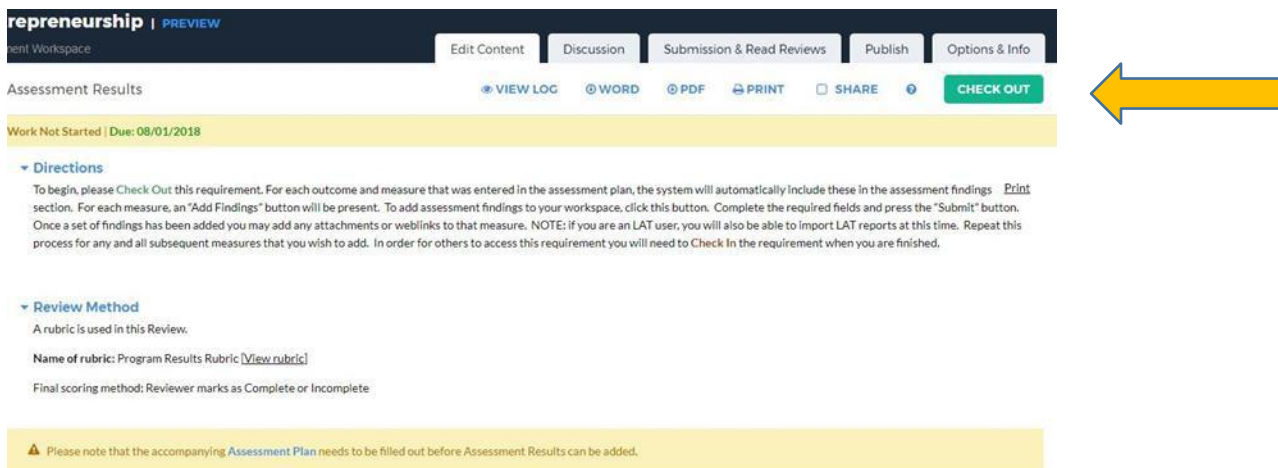 repreneurship | PREVIEW
nent Workspace
Edit Content Discussion Submission & Read Reviews Publish Options & Info
Assessment Results VIEW LOG WORD PDF PRINT SHARE CHECK OUT
Work Not Started | Due: 08/01/2018
Directions
To begin, please Check Out this requirement. For each outcome and measure that was entered in the assessment plan, the system will automatically include these in the assessment findings Print
section. For each measure, an "Add Findings" button will be present. To add assessment findings to your workspace, click this button. Complete the required fields and press the "Submit" button.
Once a set of findings has been added you may add any attachments or weblinks to that measure. NOTE: if you are an LAT user, you will also be able to import LAT reports at this time. Repeat this
process for any and all subsequent measures that you wish to add. In order for others to access this requirement you will need to Check In the requirement when you are finished.
Review Method
A rubric is used in this Review.
Name of rubric: Program Results Rubric [View rubric]
Final scoring method: Reviewer marks as Complete or Incomplete
Please note that the accompanying Assessment Plan needs to be filled out before Assessment Results can be added.